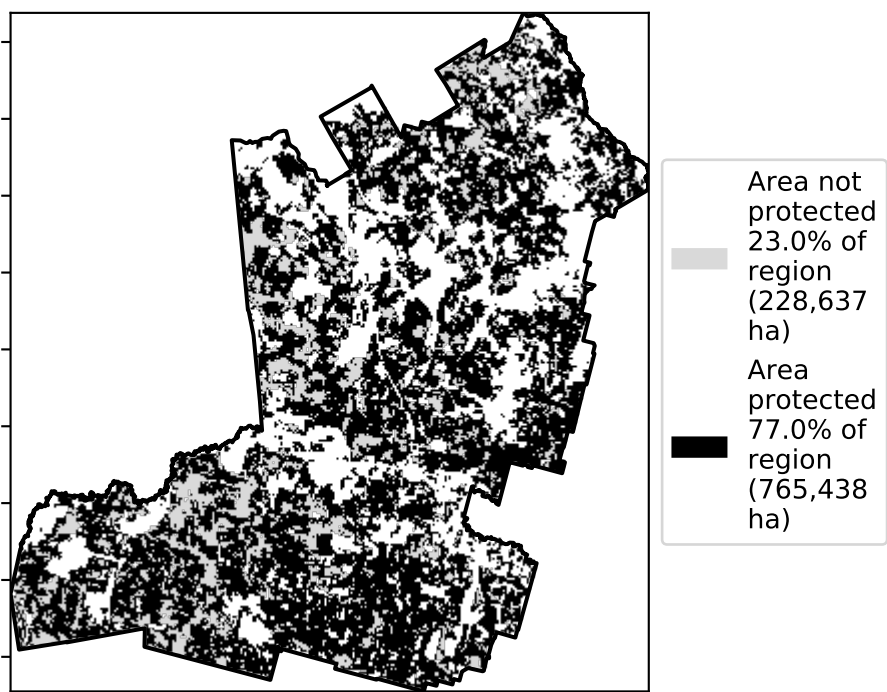 Area not
protected
23.0% of
region
(228,637
ha)
Area
protected
77.0% of
region
(765,438
ha)